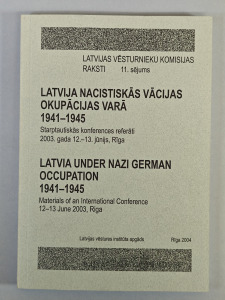 LATVIJAS VĒSTURNIEKU KOMISIJAS
RAKSTI 11. sējums
LATVIJA NACISTISKĀS VĀCIJAS
OKUPĀCIJAS VARĀ
1941–1945
Starptautiskās konferences referāti
2003. gada 12.–13. jūnijs, Rīga
LATVIA UNDER NAZI GERMAN
OCCUPATION
1941–1945
Materials of an International Conference
12–13 June 2003, Riga
Latvijas vēstures institūta apgāds Rīga 2004